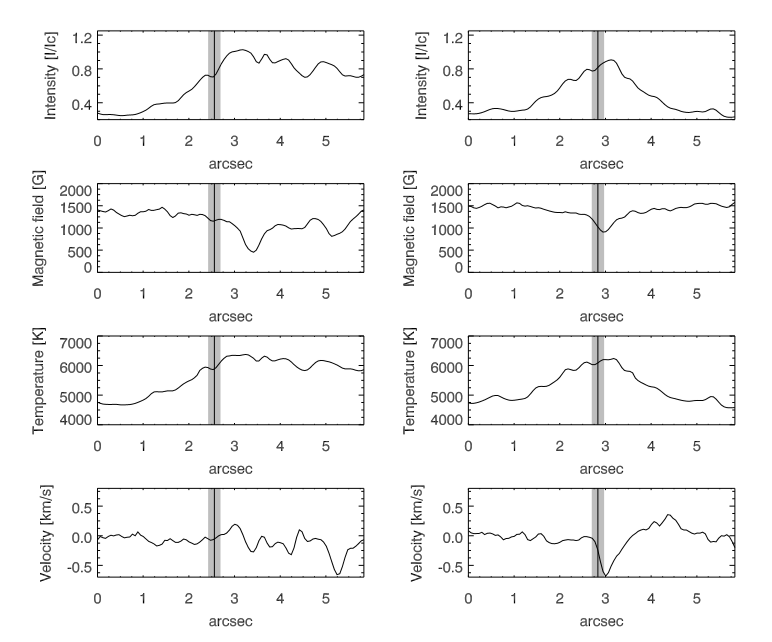 Intensity [I/Ic]
1.2
0.8
0.4
0 1 2 3 4 5
arcsec
Intensity [I/Ic]
1.2
0.8
0.4
0 1 2 3 4 5
arcsec
Magnetic field [G]
2000
1500
1000
500
0
0 1 2 3 4 5
arcsec
Magnetic field [G]
2000
1500
1000
500
0
0 1 2 3 4 5
arcsec
Temperature [K]
7000
6000
5000
4000
0 1 2 3 4 5
arcsec
Temperature [K]
7000
6000
5000
4000
0 1 2 3 4 5
arcsec
Velocity [km/s]
0.5
0.0
-0.5
0 1 2 3 4 5
arcsec
Velocity [km/s]
0.5
0.0
-0.5
0 1 2 3 4 5
arcsec